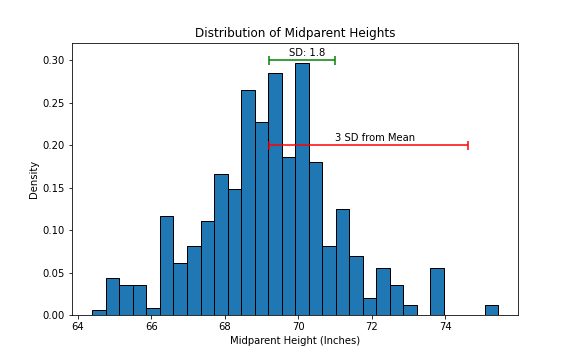 Distribution of Midparent Heights
SD: 1.8
3 SD from Mean
0.30
0.25
0.20
0.15
0.10
0.05
0.00
Density
64
66
68
70
72
74
Midparent Height (Inches)